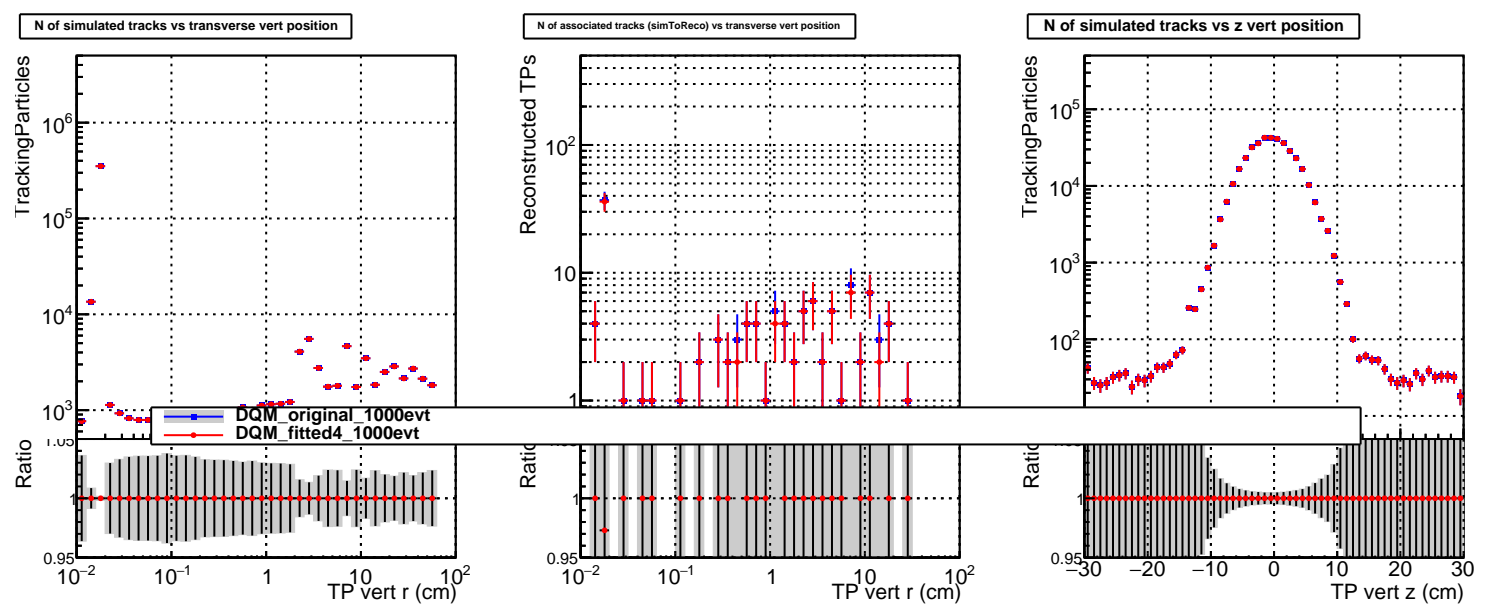 N of simulated tracks vs transverse vert position
TrackingParticles
10⁶
10⁵
10⁴
10³
Ratio
1.05
1
0.95
10⁻² 10⁻¹ 1 10 10²
TP vert r (cm)
N of associated tracks (simToReco) vs transverse vert position
Reconstructed TPs
10²
10
1
1
0.95
10⁻² 10⁻¹ 1 10 10²
TP vert r (cm)
N of simulated tracks vs z vert position
TrackingParticles
10⁵
10⁴
10³
10²
1
0.95
−30 −20 −10 0 10 20 30
TP vert z (cm)
DQM_original_1000evt
DQM_fitted4_1000evt